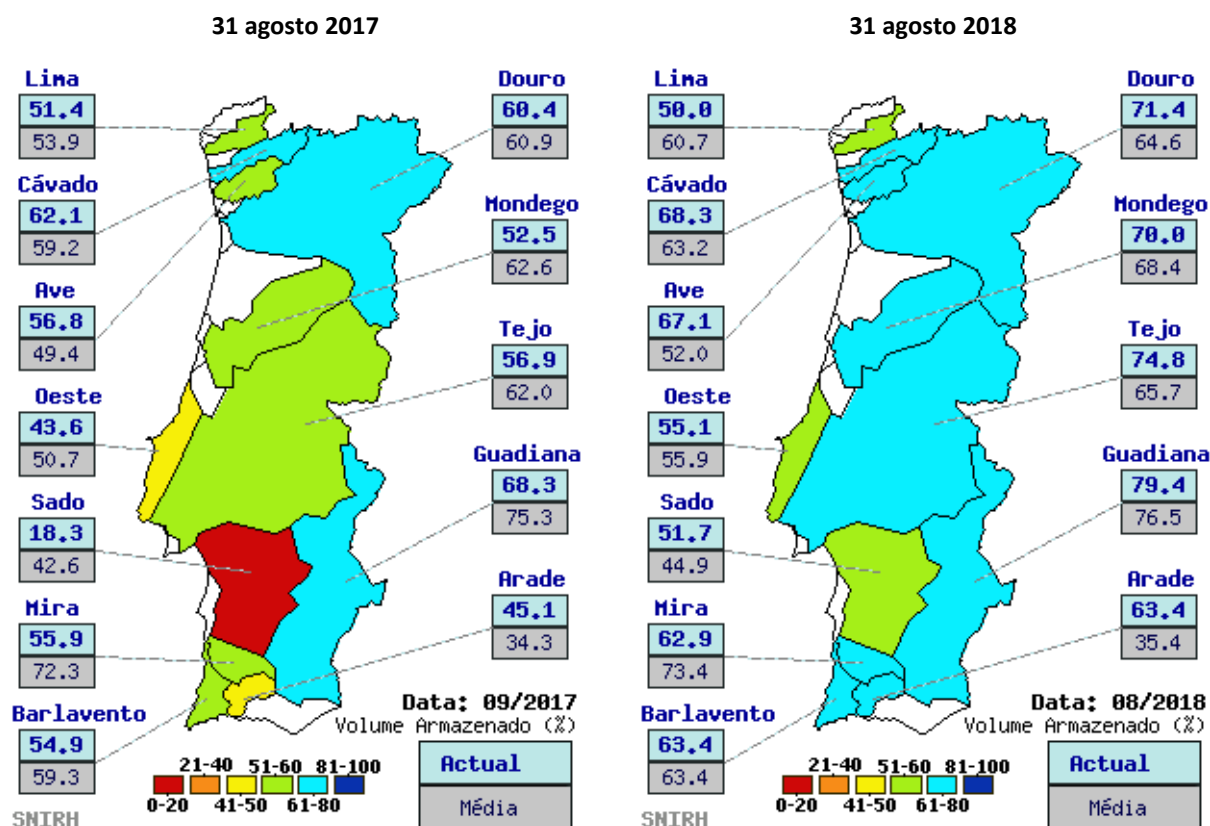 31 agosto 2017
Lima
51.4
53.9
Cávado
62.1
59.2
Ave
56.8
49.4
Oeste
43.6
50.7
Sado
18.3
42.6
Mira
55.9
72.3
Barlavento
54.9
59.3
Douro
60.4
60.9
Mondego
52.5
62.6
Tejo
56.9
62.0
Guadiana
68.3
75.3
Arade
45.1
34.3
Data: 09/2017
Volume Armazenado (%)
21-40 51-60 81-100
0-20 41-50 61-80
Actual
Média
SNIRH
31 agosto 2018
Lima
50.0
60.7
Cávado
68.3
63.2
Ave
67.1
52.0
Oeste
55.1
55.9
Sado
51.7
44.9
Mira
62.9
73.4
Barlavento
63.4
63.4
Douro
71.4
64.6
Mondego
70.0
68.4
Tejo
74.8
65.7
Guadiana
79.4
76.5
Arade
63.4
35.4
Data: 08/2018
Volume Armazenado (%)
21-40 51-60 81-100
0-20 41-50 61-80
Actual
Média
SNIRH